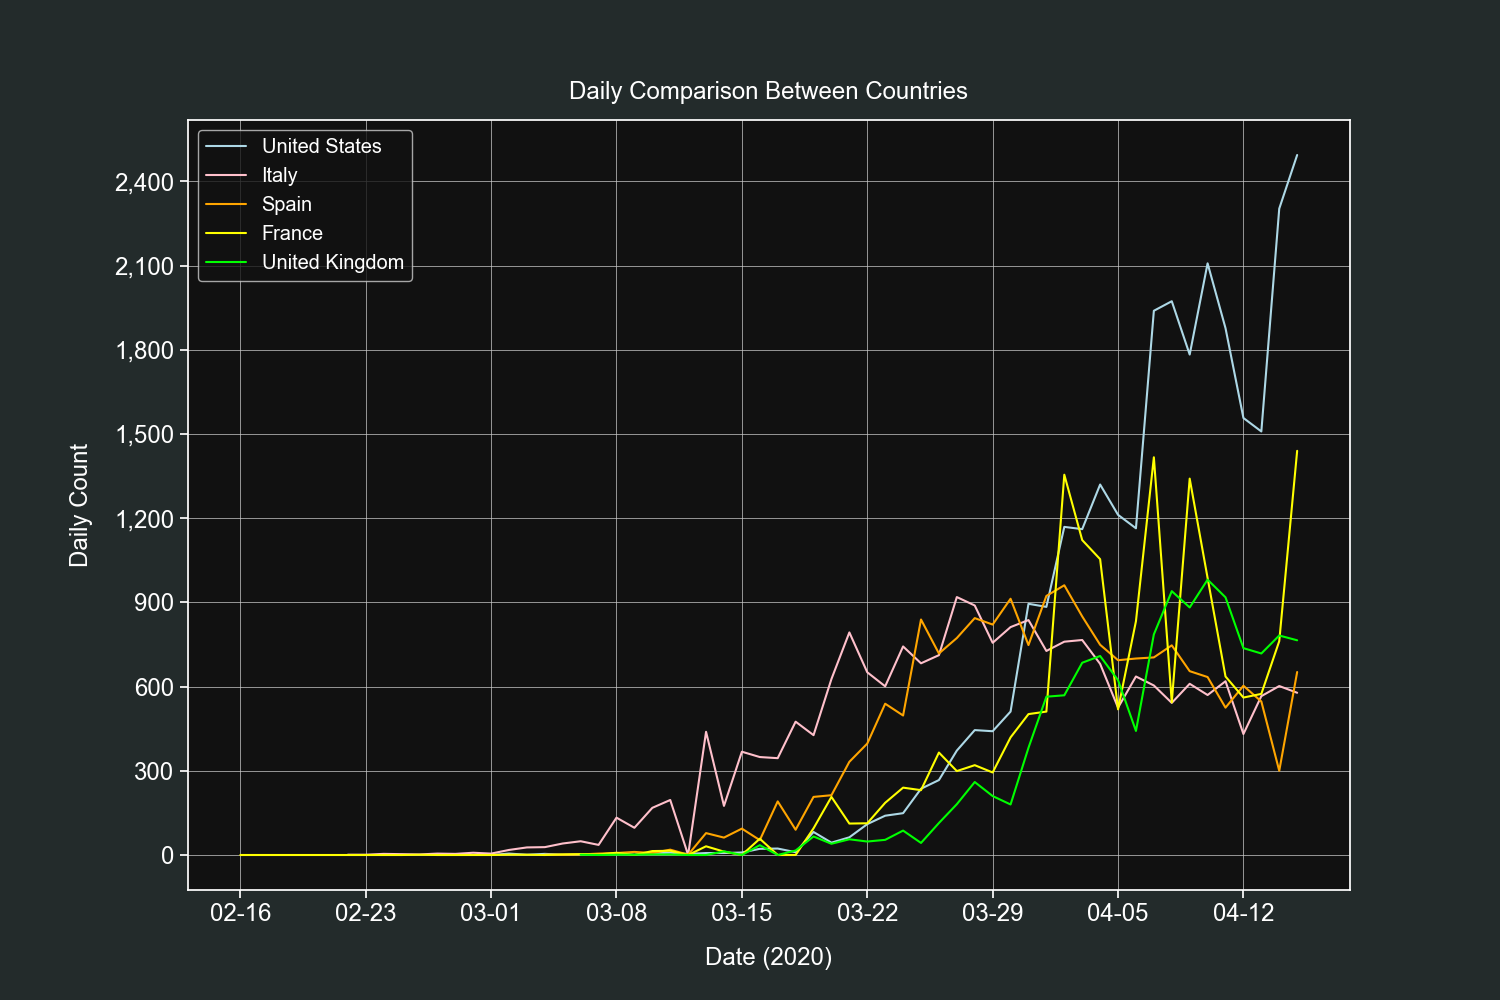 Daily Comparison Between Countries
United States
Italy
Spain
France
United Kingdom
2,400
2,100
1,800
1,500
1,200
900
600
300
0
Daily Count
02-16 02-23 03-01 03-08 03-15 03-22 03-29 04-05 04-12
Date (2020)